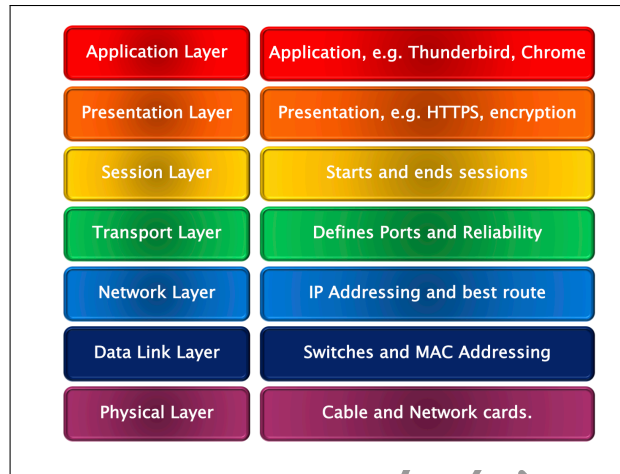 Application Layer Application, e.g. Thunderbird, Chrome
Presentation Layer Presentation, e.g. HTTPS, encryption
Session Layer Starts and ends sessions
Transport Layer Defines Ports and Reliability
Network Layer IP Addressing and best route
Data Link Layer Switches and MAC Addressing
Physical Layer Cable and Network cards.